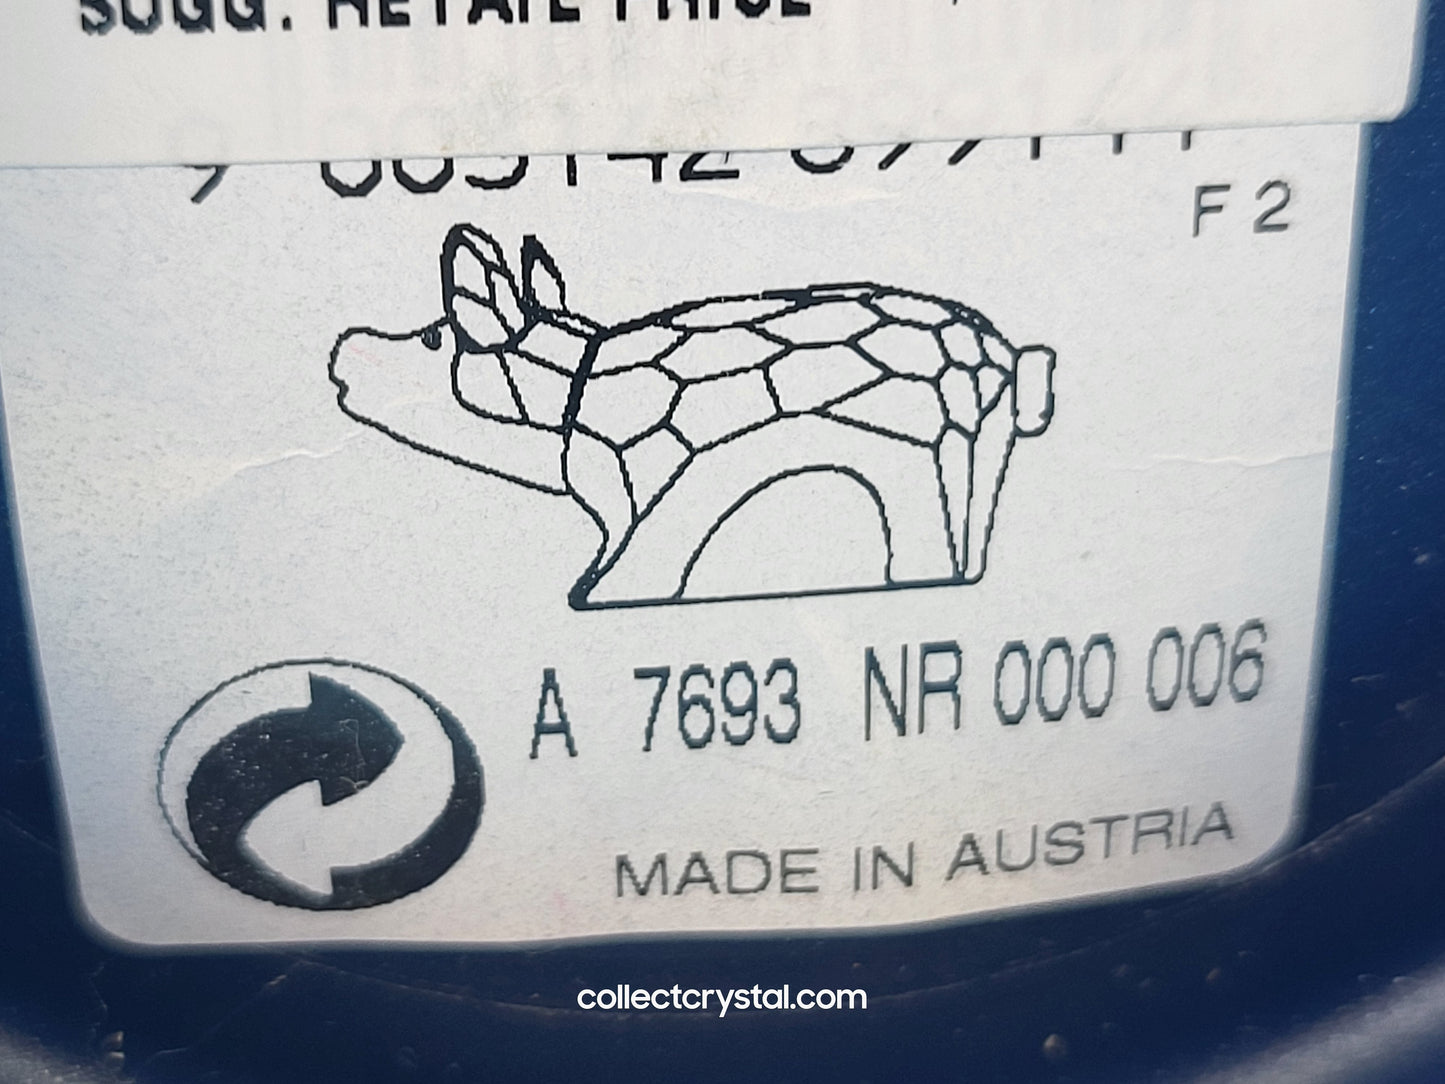 SUGG. RETAIL PRICE
F 2
A 7693 NR 000 006
MADE IN AUSTRIA
collectcrystal.com